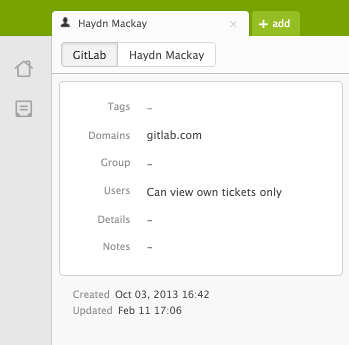 Haydn Mackay × + add
GitLab Haydn Mackay
Tags –
Domains gitlab.com
Group –
Users Can view own tickets only
Details –
Notes –
Created Oct 03, 2013 16:42
Updated Feb 11 17:06